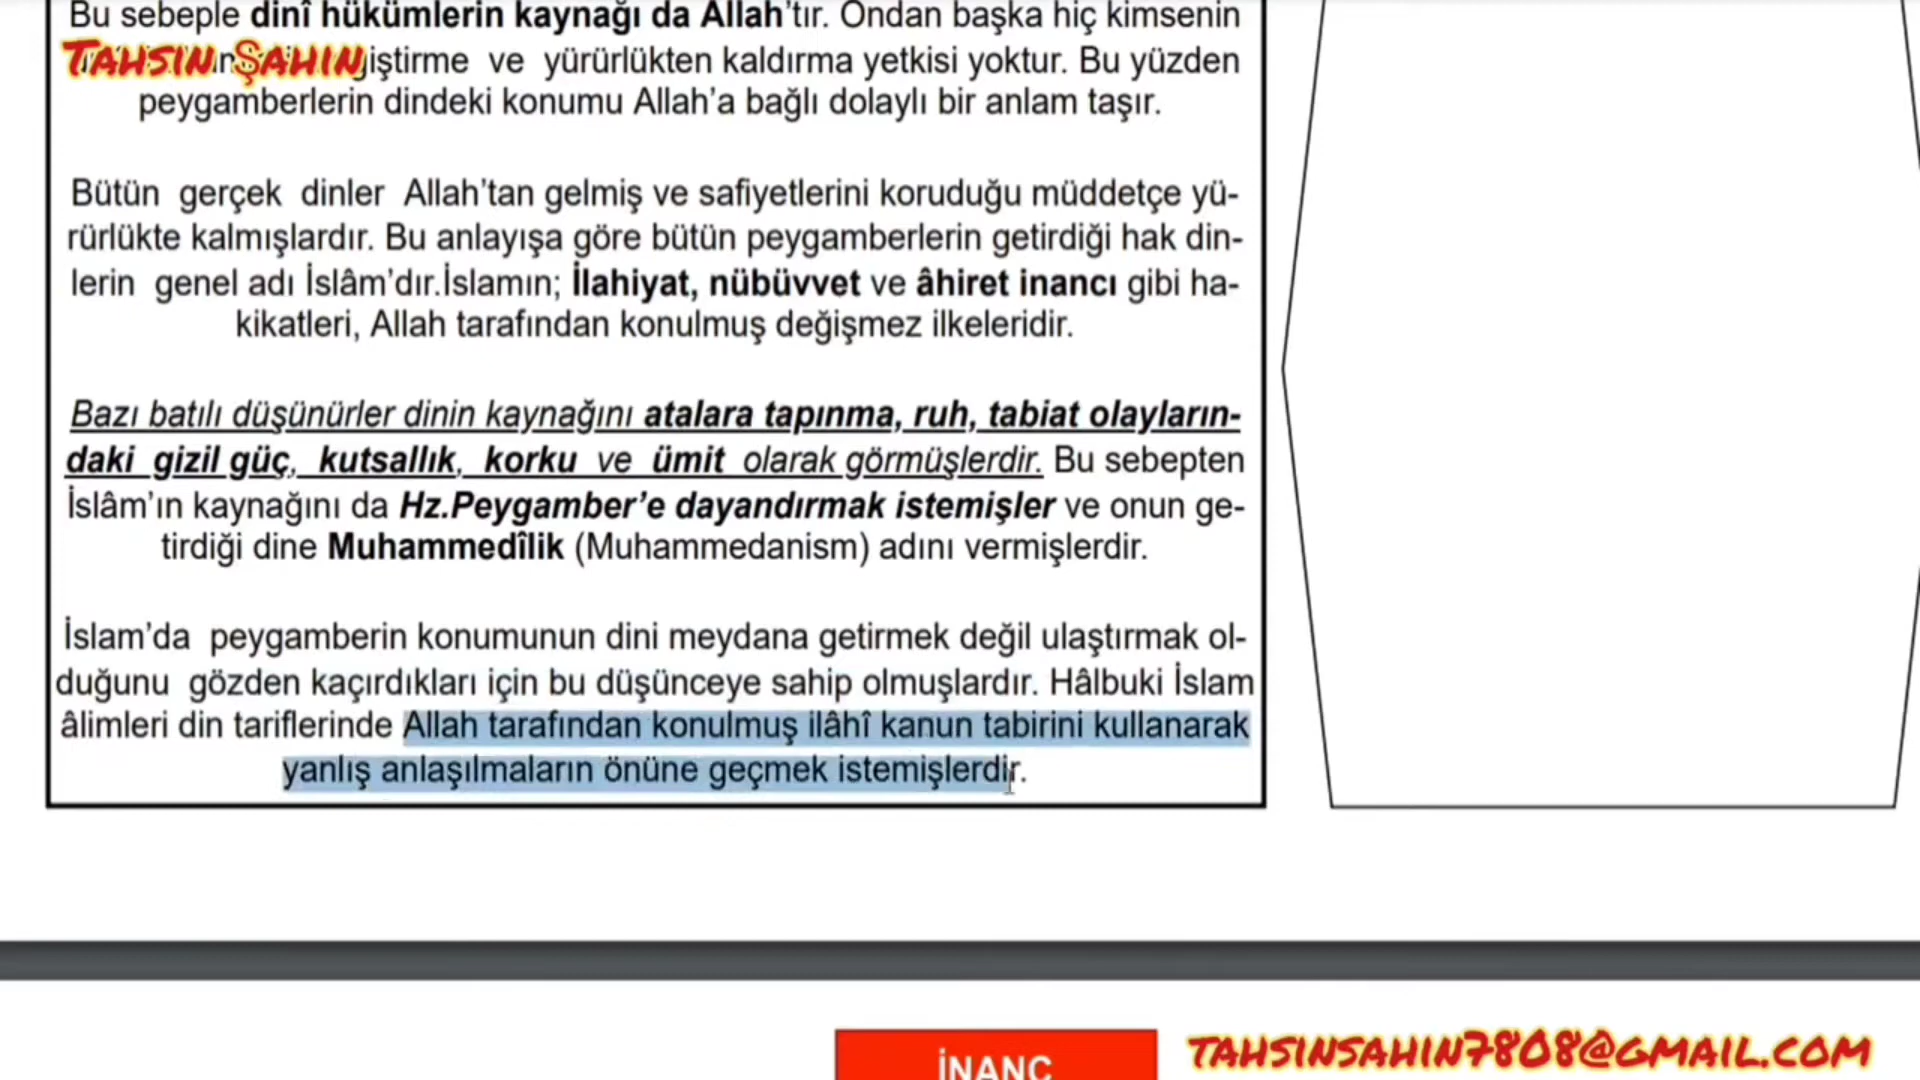 Bu sebeple dinî hükümlerin kaynağı da Allah'tır. Ondan başka hiç kimsenin
TAHSIN ŞAHIN iştirme ve yürürlükten kaldırma yetkisi yoktur. Bu yüzden
peygamberlerin dindeki konumu Allah'a bağlı dolaylı bir anlam taşır.
Bütün gerçek dinler Allah'tan gelmiş ve safiyetlerini koruduğu müddetçe yü-
rürlükte kalmışlardır. Bu anlayışa göre bütün peygamberlerin getirdiği hak din-
lerin genel adı İslâm'dır.İslamın; İlahiyat, nübüvvet ve âhiret inancı gibi ha-
kikatleri, Allah tarafından konulmuş değişmez ilkeleridir.
Bazı batılı düşünürler dinin kaynağını atalara tapınma, ruh, tabiat olayların-
daki gizil güç, kutsallık, korku ve ümit olarak görmüşlerdir. Bu sebepten
İslâm'ın kaynağını da Hz.Peygamber'e dayandırmak istemişler ve onun ge-
tirdiği dine Muhammedîlik (Muhammedanism) adını vermişlerdir.
İslam'da peygamberin konumunun dini meydana getirmek değil ulaştırmak ol-
duğunu gözden kaçırdıkları için bu düşünceye sahip olmuşlardır. Hâlbuki İslam
âlimleri din tariflerinde Allah tarafından konulmuş ilâhî kanun tabirini kullanarak
yanlış anlaşılmaların önüne geçmek istemişlerdir.
İNANÇ
TAHSINSAHIN7808@GMAIL.COM